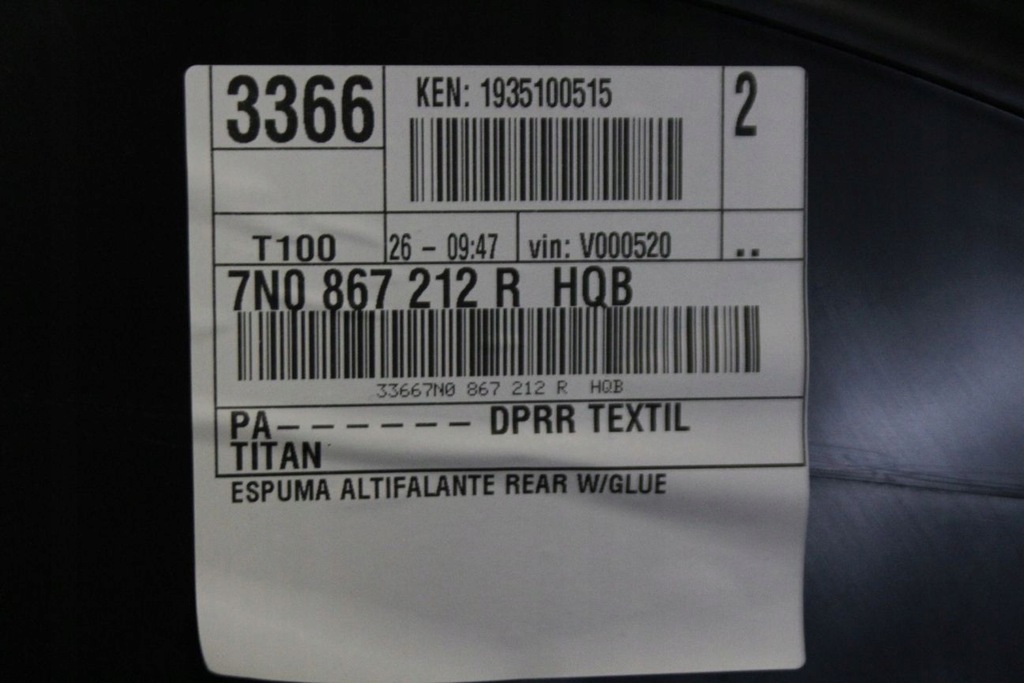 3366 KEN: 1935100515 2
T100 26 – 09:47 vin: V000520 ..
7N0 867 212 R HQB
33667N0 867 212 R HQB
PA– – – – – – – DPRR TEXTIL
TITAN
ESPUMA ALTIFALANTE REAR W/GLUE